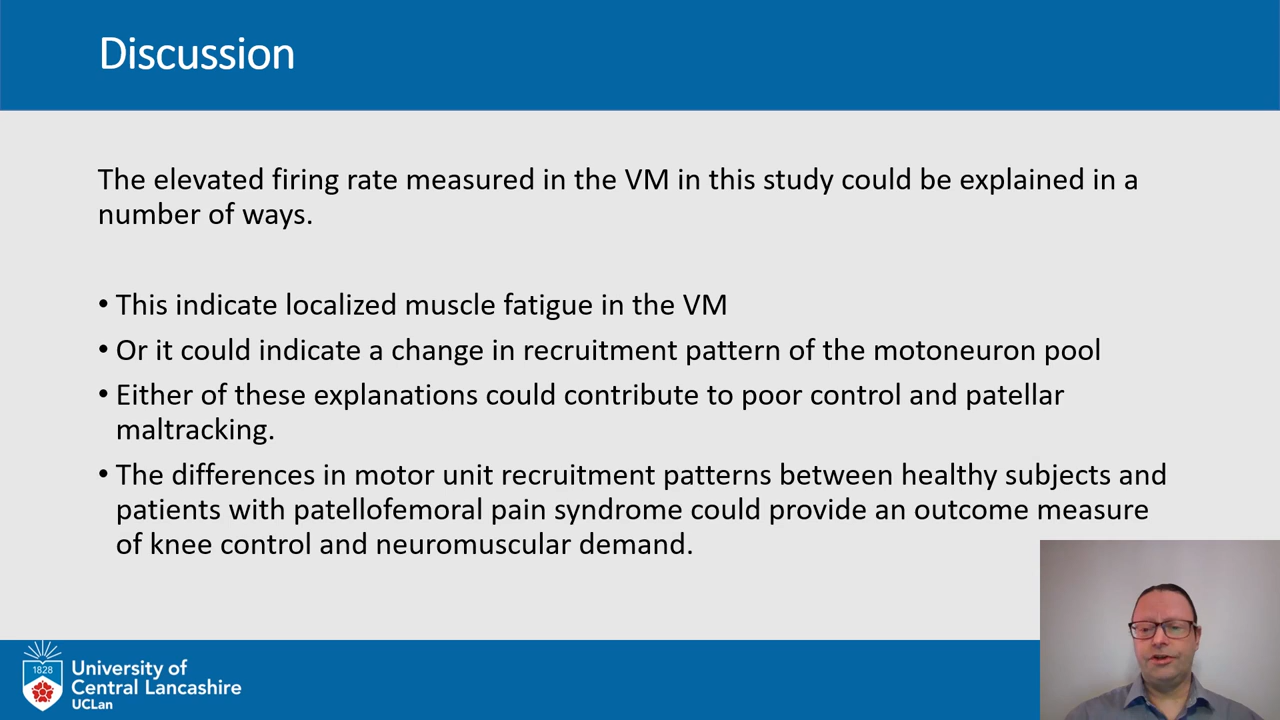 Discussion
The elevated firing rate measured in the VM in this study could be explained in a
number of ways.
• This indicate localized muscle fatigue in the VM
• Or it could indicate a change in recruitment pattern of the motoneuron pool
• Either of these explanations could contribute to poor control and patellar
maltracking.
• The differences in motor unit recruitment patterns between healthy subjects and
patients with patellofemoral pain syndrome could provide an outcome measure
of knee control and neuromuscular demand.
1828
University of
Central Lancashire
UCLan